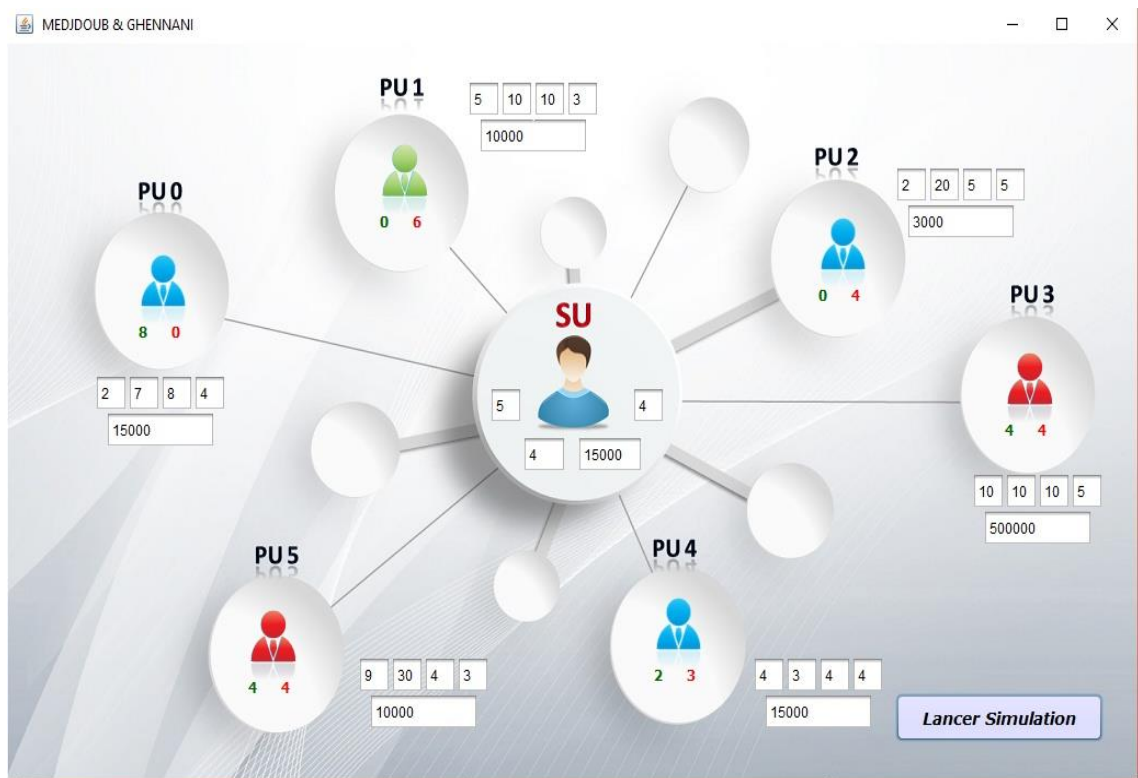 MEDJDOUB & GHENNANI
PU 1
5 10 10 3
10000
0 6
PU 2
2 20 5 5
3000
0 4
PU 0
8 0
2 7 8 4
15000
PU 3
4 4
10 10 10 5
500000
SU
5 4
4 15000
PU 5
4 4
9 30 4 3
10000
PU 4
2 3
4 3 4 4
15000
Lancer Simulation